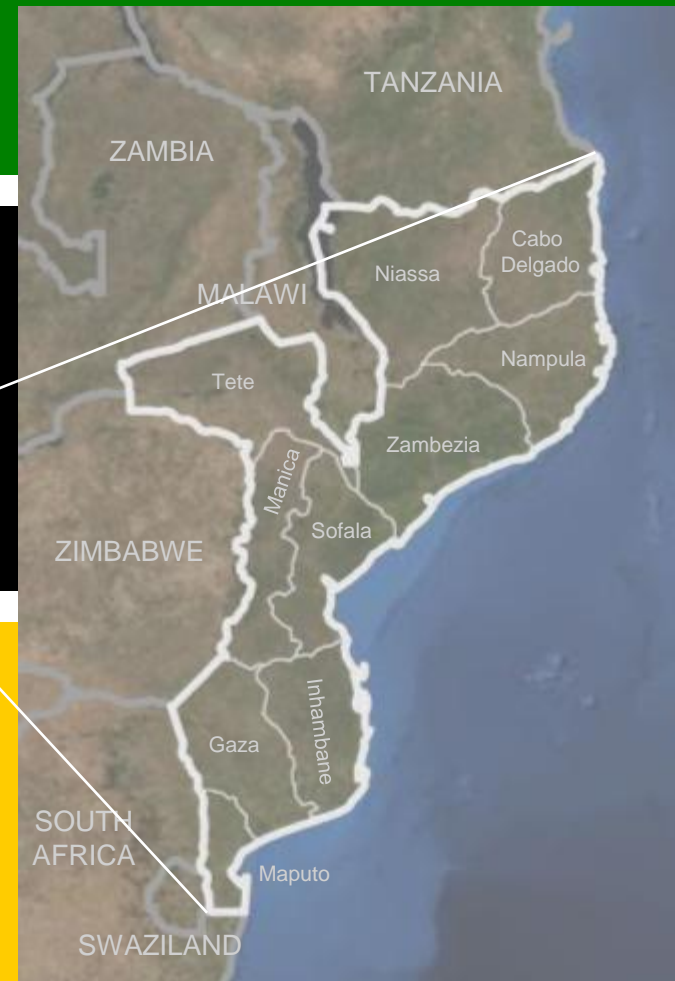 TANZANIA
ZAMBIA
Cabo
Delgado
Niassa
MALAWI
Nampula
Tete
Zambezia
Manica
Sofala
ZIMBABWE
Inhambane
Gaza
SOUTH
AFRICA
Maputo
SWAZILAND